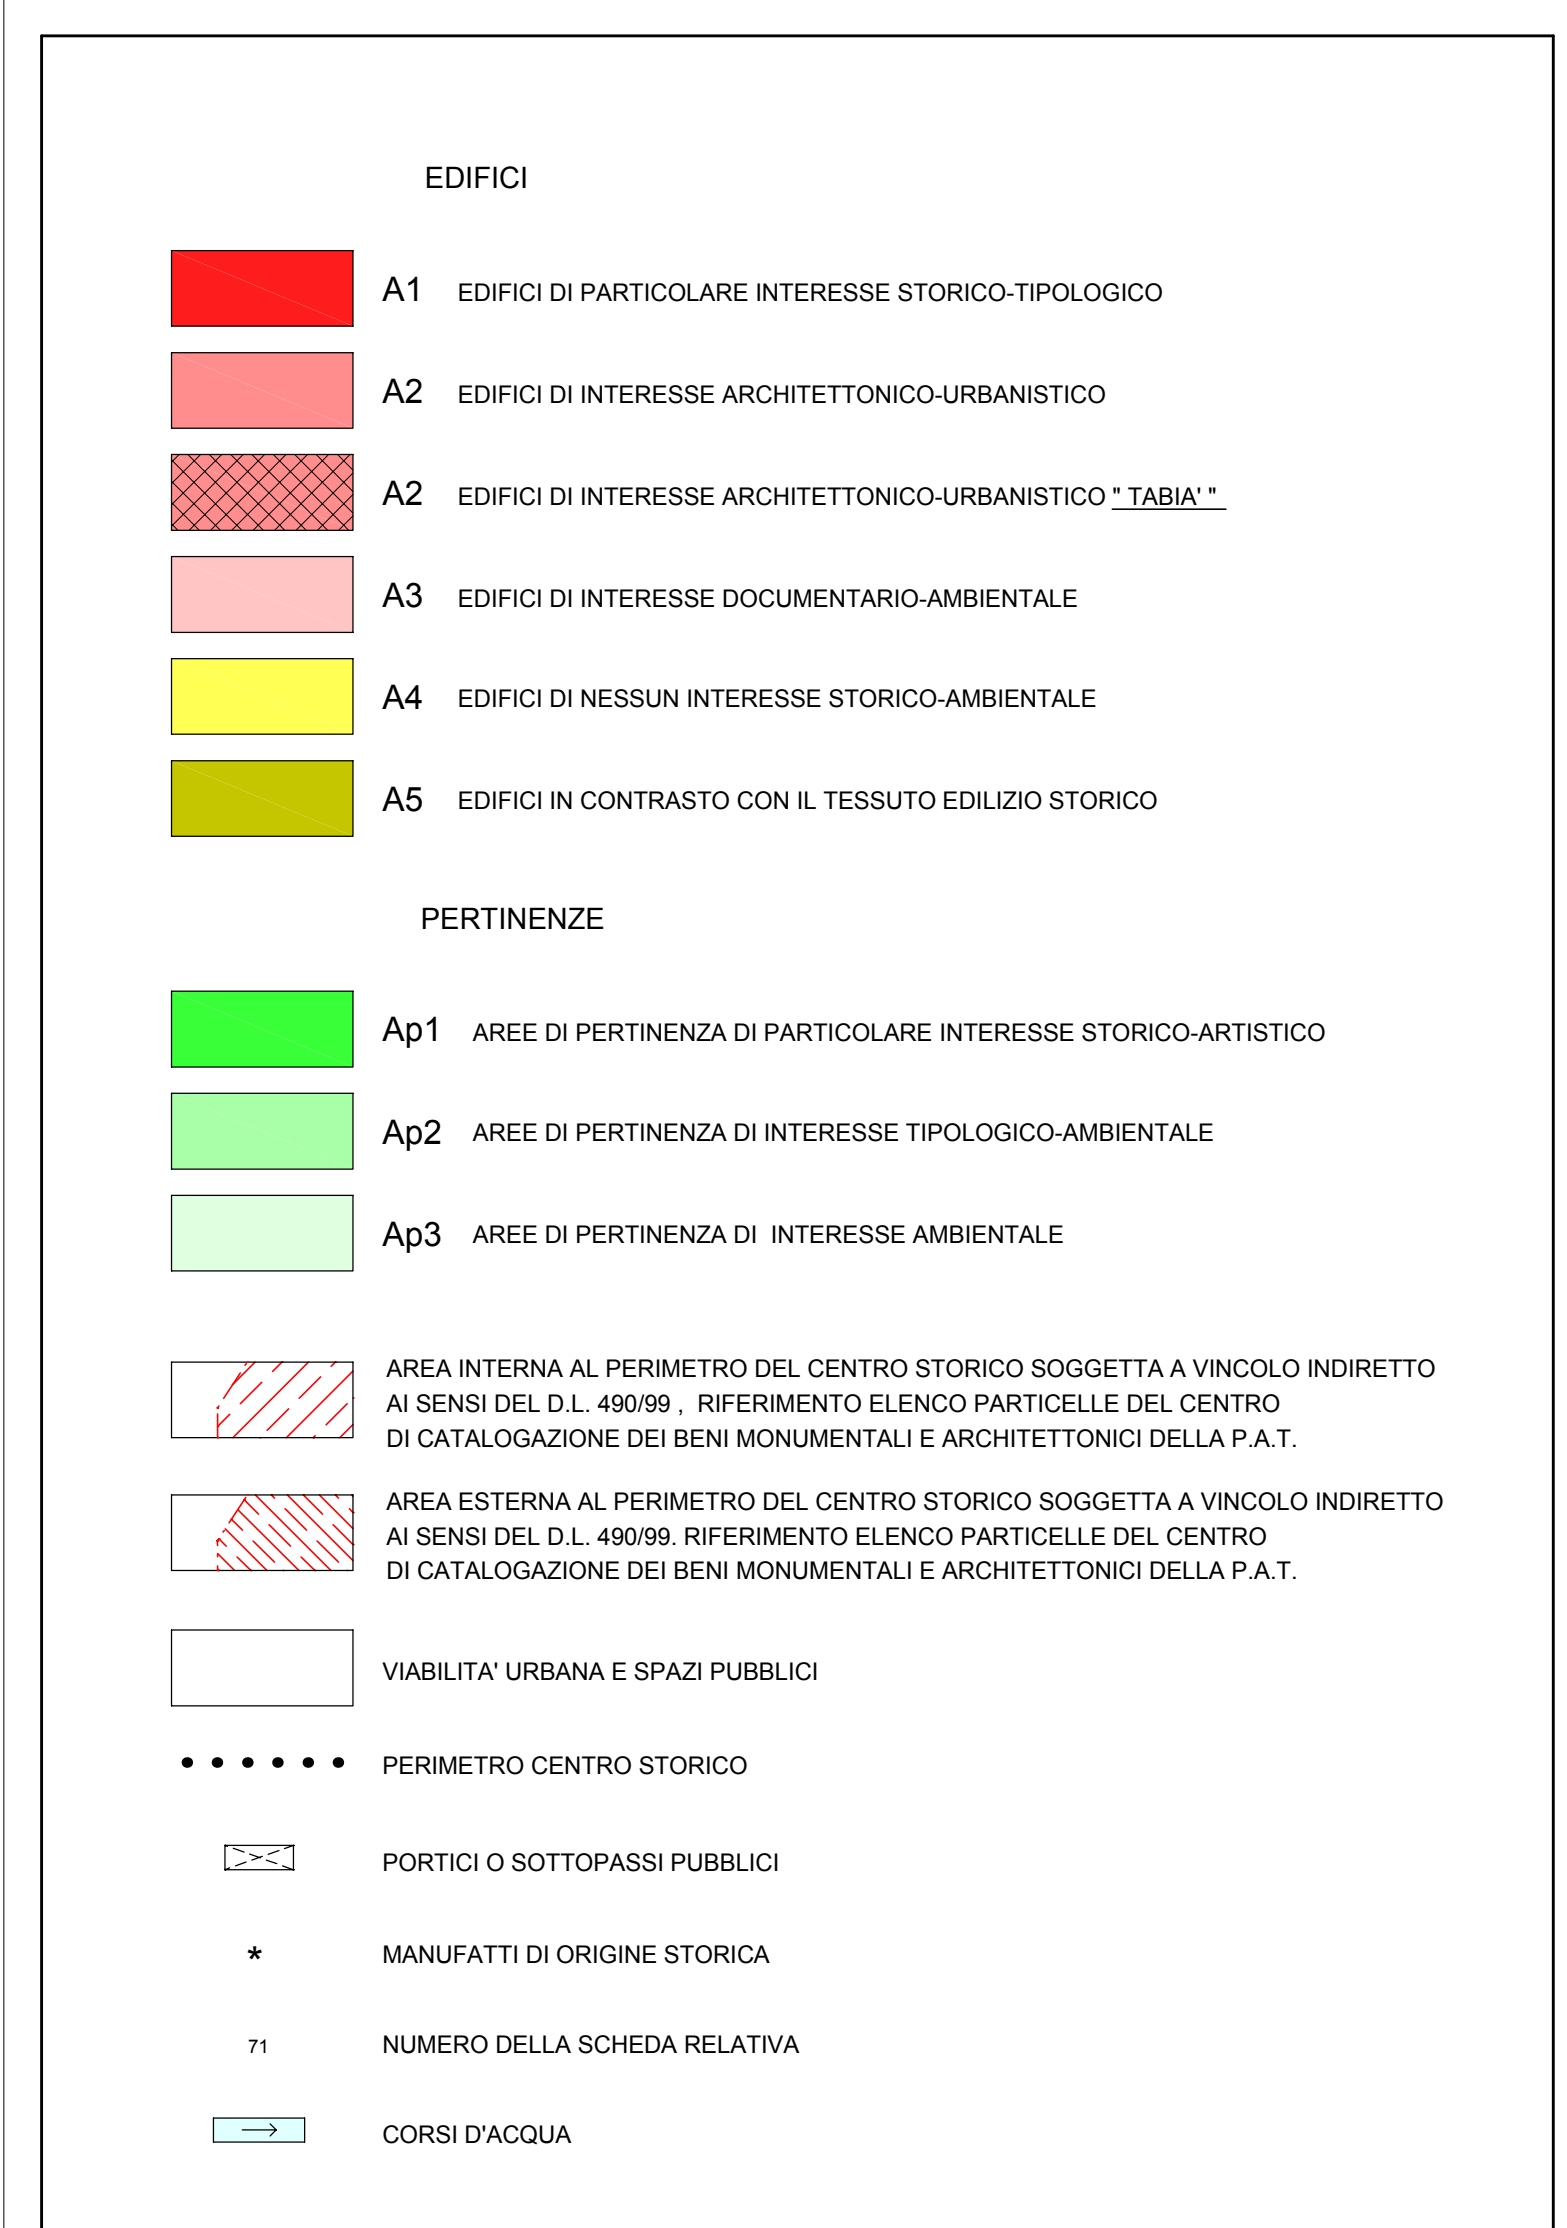 EDIFICI
A1 EDIFICI DI PARTICOLARE INTERESSE STORICO-TIPOLOGICO
A2 EDIFICI DI INTERESSE ARCHITETTONICO-URBANISTICO
A2 EDIFICI DI INTERESSE ARCHITETTONICO-URBANISTICO " TABIA' "
A3 EDIFICI DI INTERESSE DOCUMENTARIO-AMBIENTALE
A4 EDIFICI DI NESSUN INTERESSE STORICO-AMBIENTALE
A5 EDIFICI IN CONTRASTO CON IL TESSUTO EDILIZIO STORICO
PERTINENZE
Ap1 AREE DI PERTINENZA DI PARTICOLARE INTERESSE STORICO-ARTISTICO
Ap2 AREE DI PERTINENZA DI INTERESSE TIPOLOGICO-AMBIENTALE
Ap3 AREE DI PERTINENZA DI INTERESSE AMBIENTALE
AREA INTERNA AL PERIMETRO DEL CENTRO STORICO SOGGETTA A VINCOLO INDIRETTO
AI SENSI DEL D.L. 490/99 , RIFERIMENTO ELENCO PARTICELLE DEL CENTRO
DI CATALOGAZIONE DEI BENI MONUMENTALI E ARCHITETTONICI DELLA P.A.T.
AREA ESTERNA AL PERIMETRO DEL CENTRO STORICO SOGGETTA A VINCOLO INDIRETTO
AI SENSI DEL D.L. 490/99. RIFERIMENTO ELENCO PARTICELLE DEL CENTRO
DI CATALOGAZIONE DEI BENI MONUMENTALI E ARCHITETTONICI DELLA P.A.T.
VIABILITA' URBANA E SPAZI PUBBLICI
PERIMETRO CENTRO STORICO
PORTICI O SOTTOPASSI PUBBLICI
* MANUFATTI DI ORIGINE STORICA
71 NUMERO DELLA SCHEDA RELATIVA
CORSI D'ACQUA